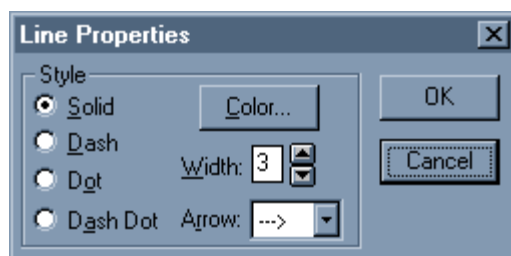 Line Properties
Style
Solid
Color...
OK
Dash
Width: 3
Cancel
Dot
Dash Dot
Arrow: --->